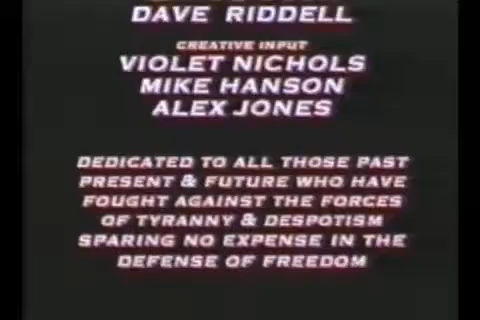 DAVE RIDDELL
CREATIVE INPUT
VIOLET NICHOLS
MIKE HANSON
ALEX JONES
DEDICATED TO ALL THOSE PAST
PRESENT & FUTURE WHO HAVE
FOUGHT AGAINST THE FORCES
OF TYRANNY & DESPOTISM
SPARING NO EXPENSE IN THE
DEFENSE OF FREEDOM